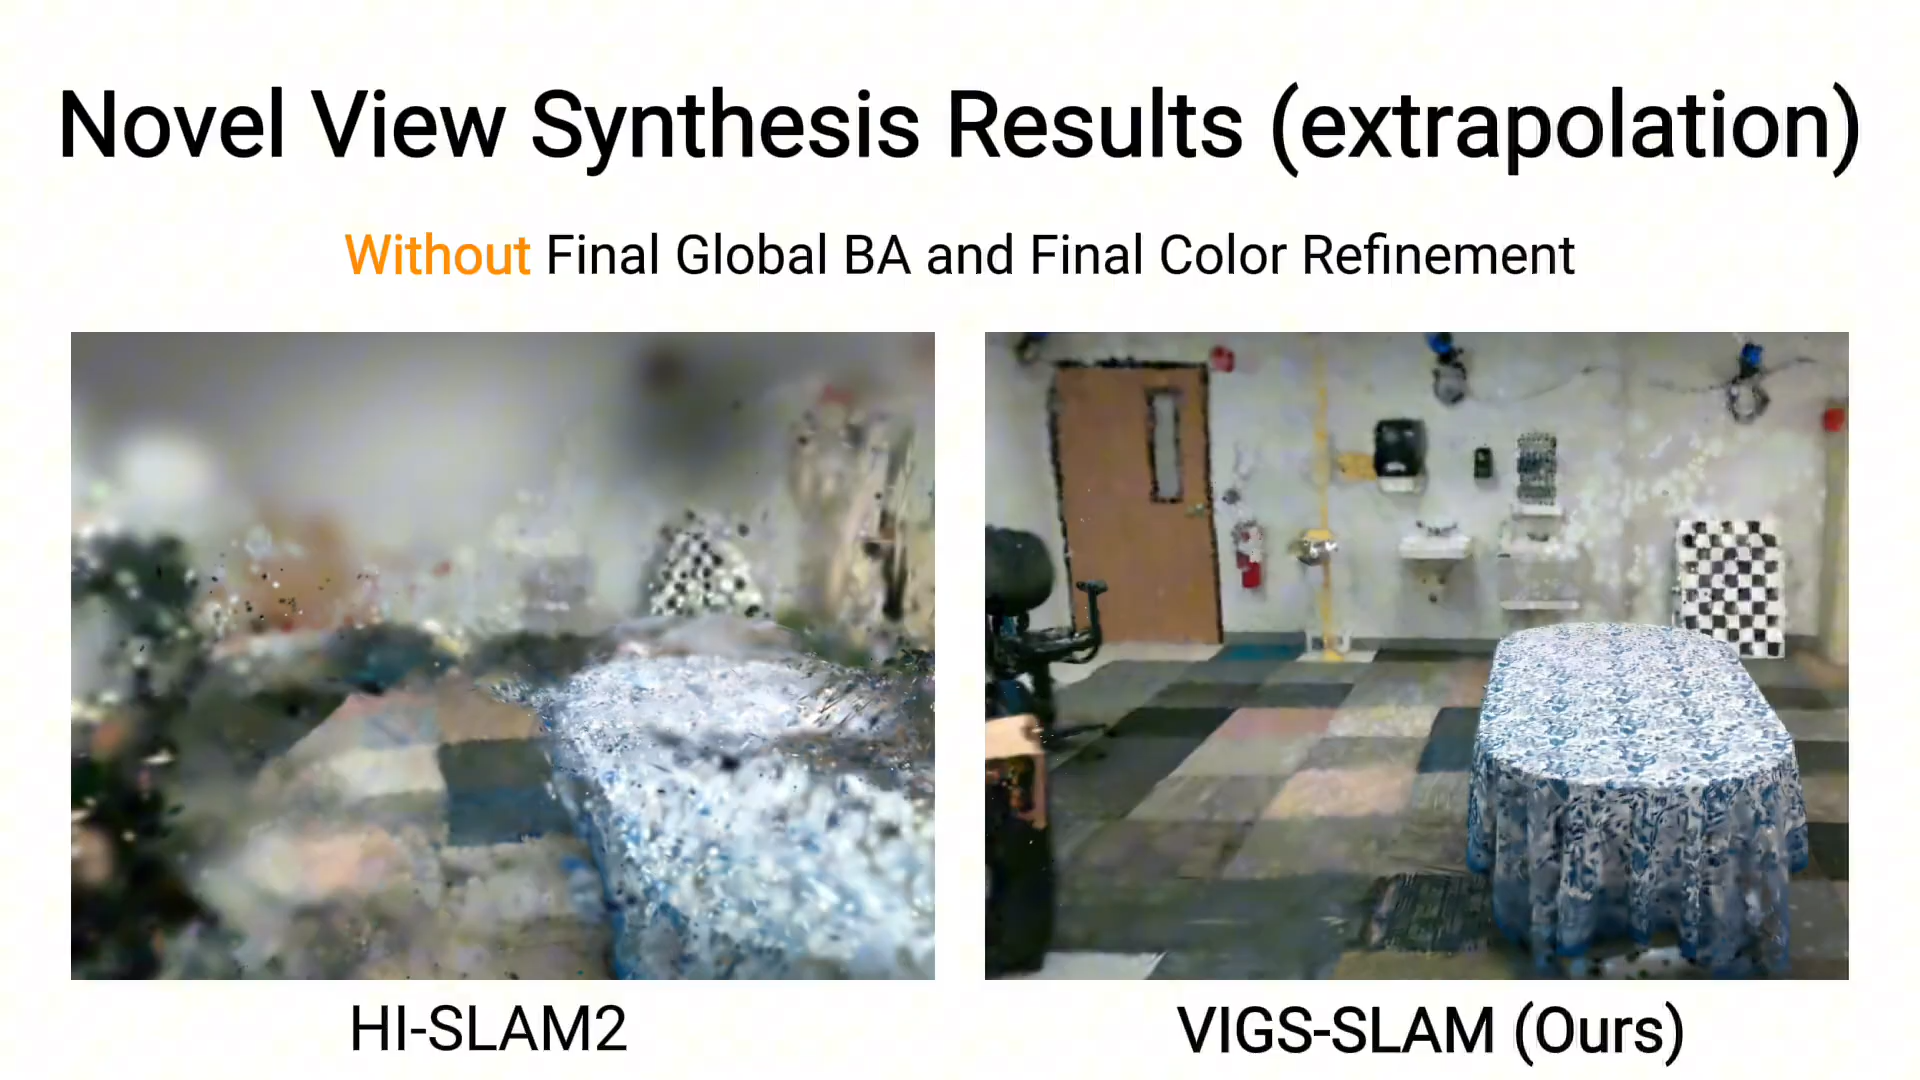 Novel View Synthesis Results (extrapolation)
Without Final Global BA and Final Color Refinement
HI-SLAM2
VIGS-SLAM (Ours)